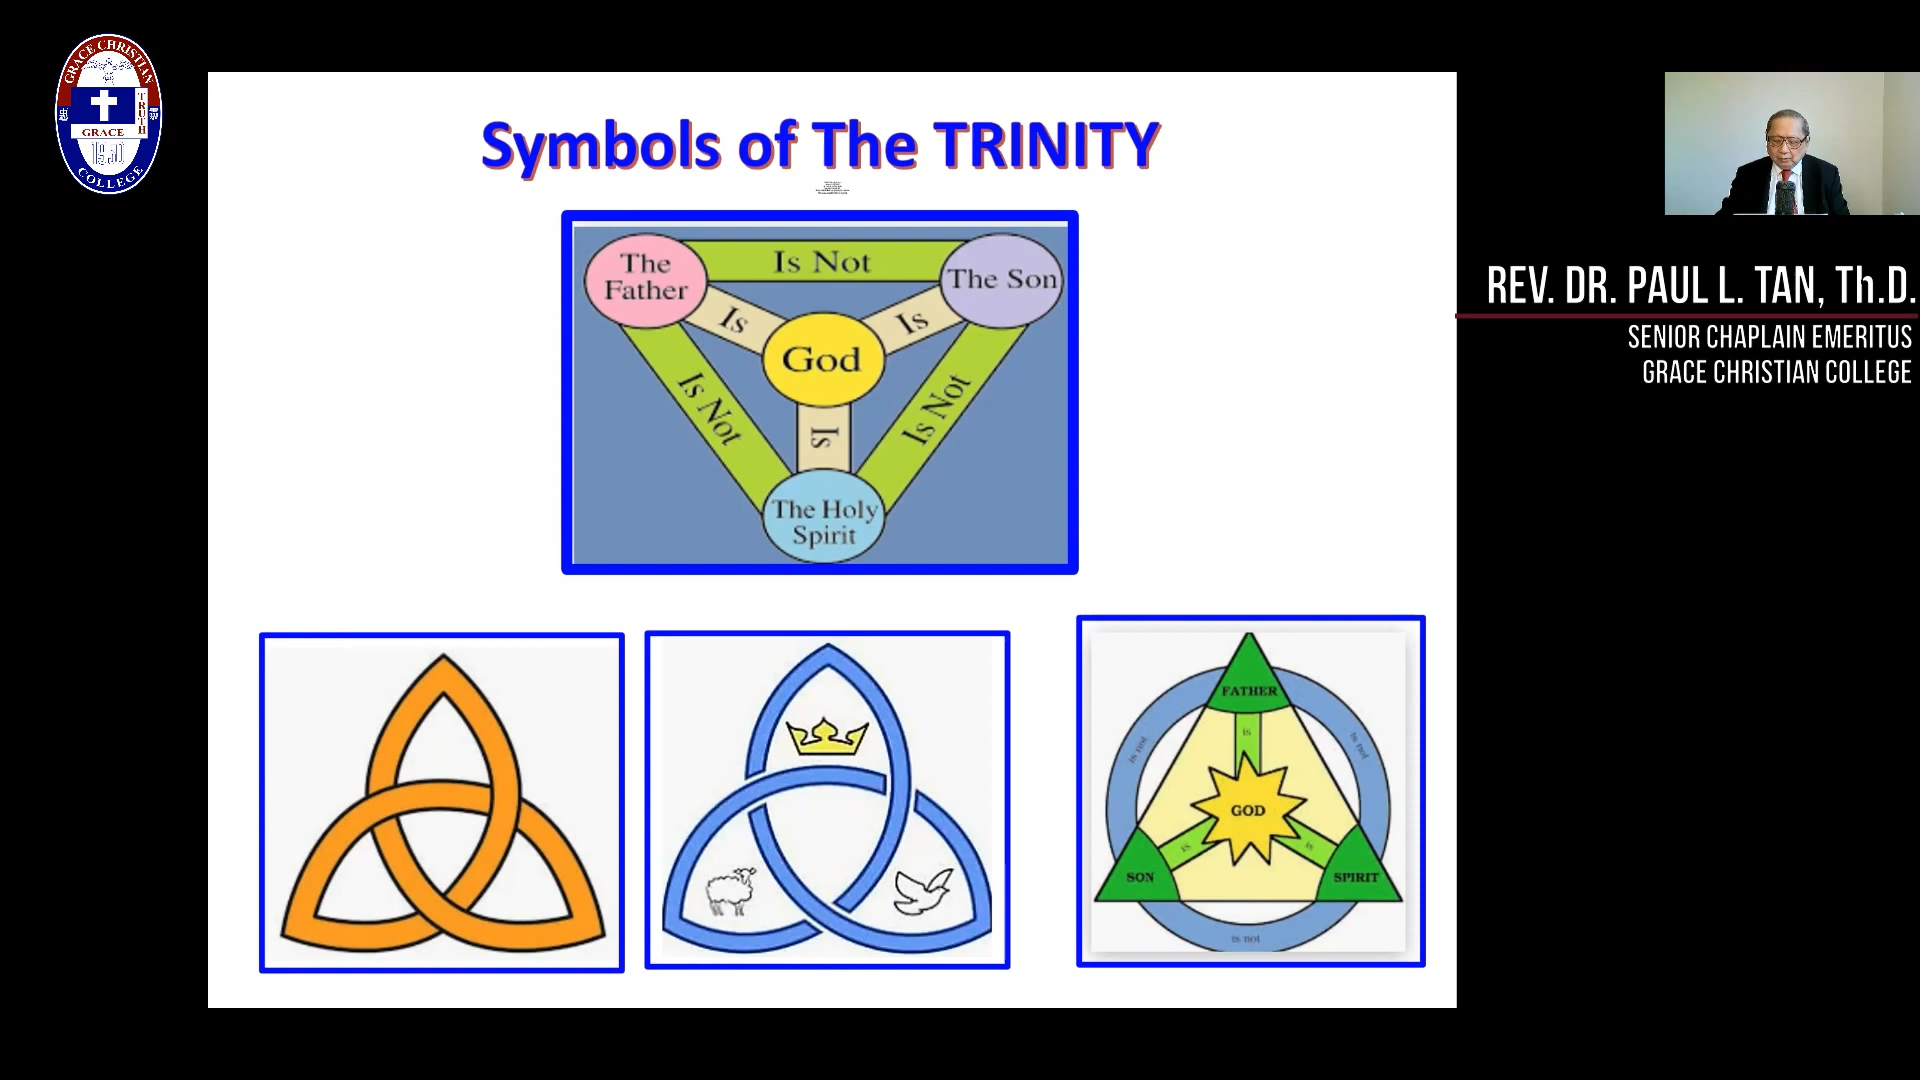 GRACE CHRISTIAN
TRUTH
GRACE
1950
COLLEGE
Symbols of The TRINITY
The
Father
Is Not
The Son
Is
Is
God
Is Not
Is Not
Is
The Holy
Spirit
FATHER
is not
is
is not
GOD
is
is
SON
SPIRIT
is not
REV. DR. PAUL L. TAN, Th.D.
SENIOR CHAPLAIN EMERITUS
GRACE CHRISTIAN COLLEGE